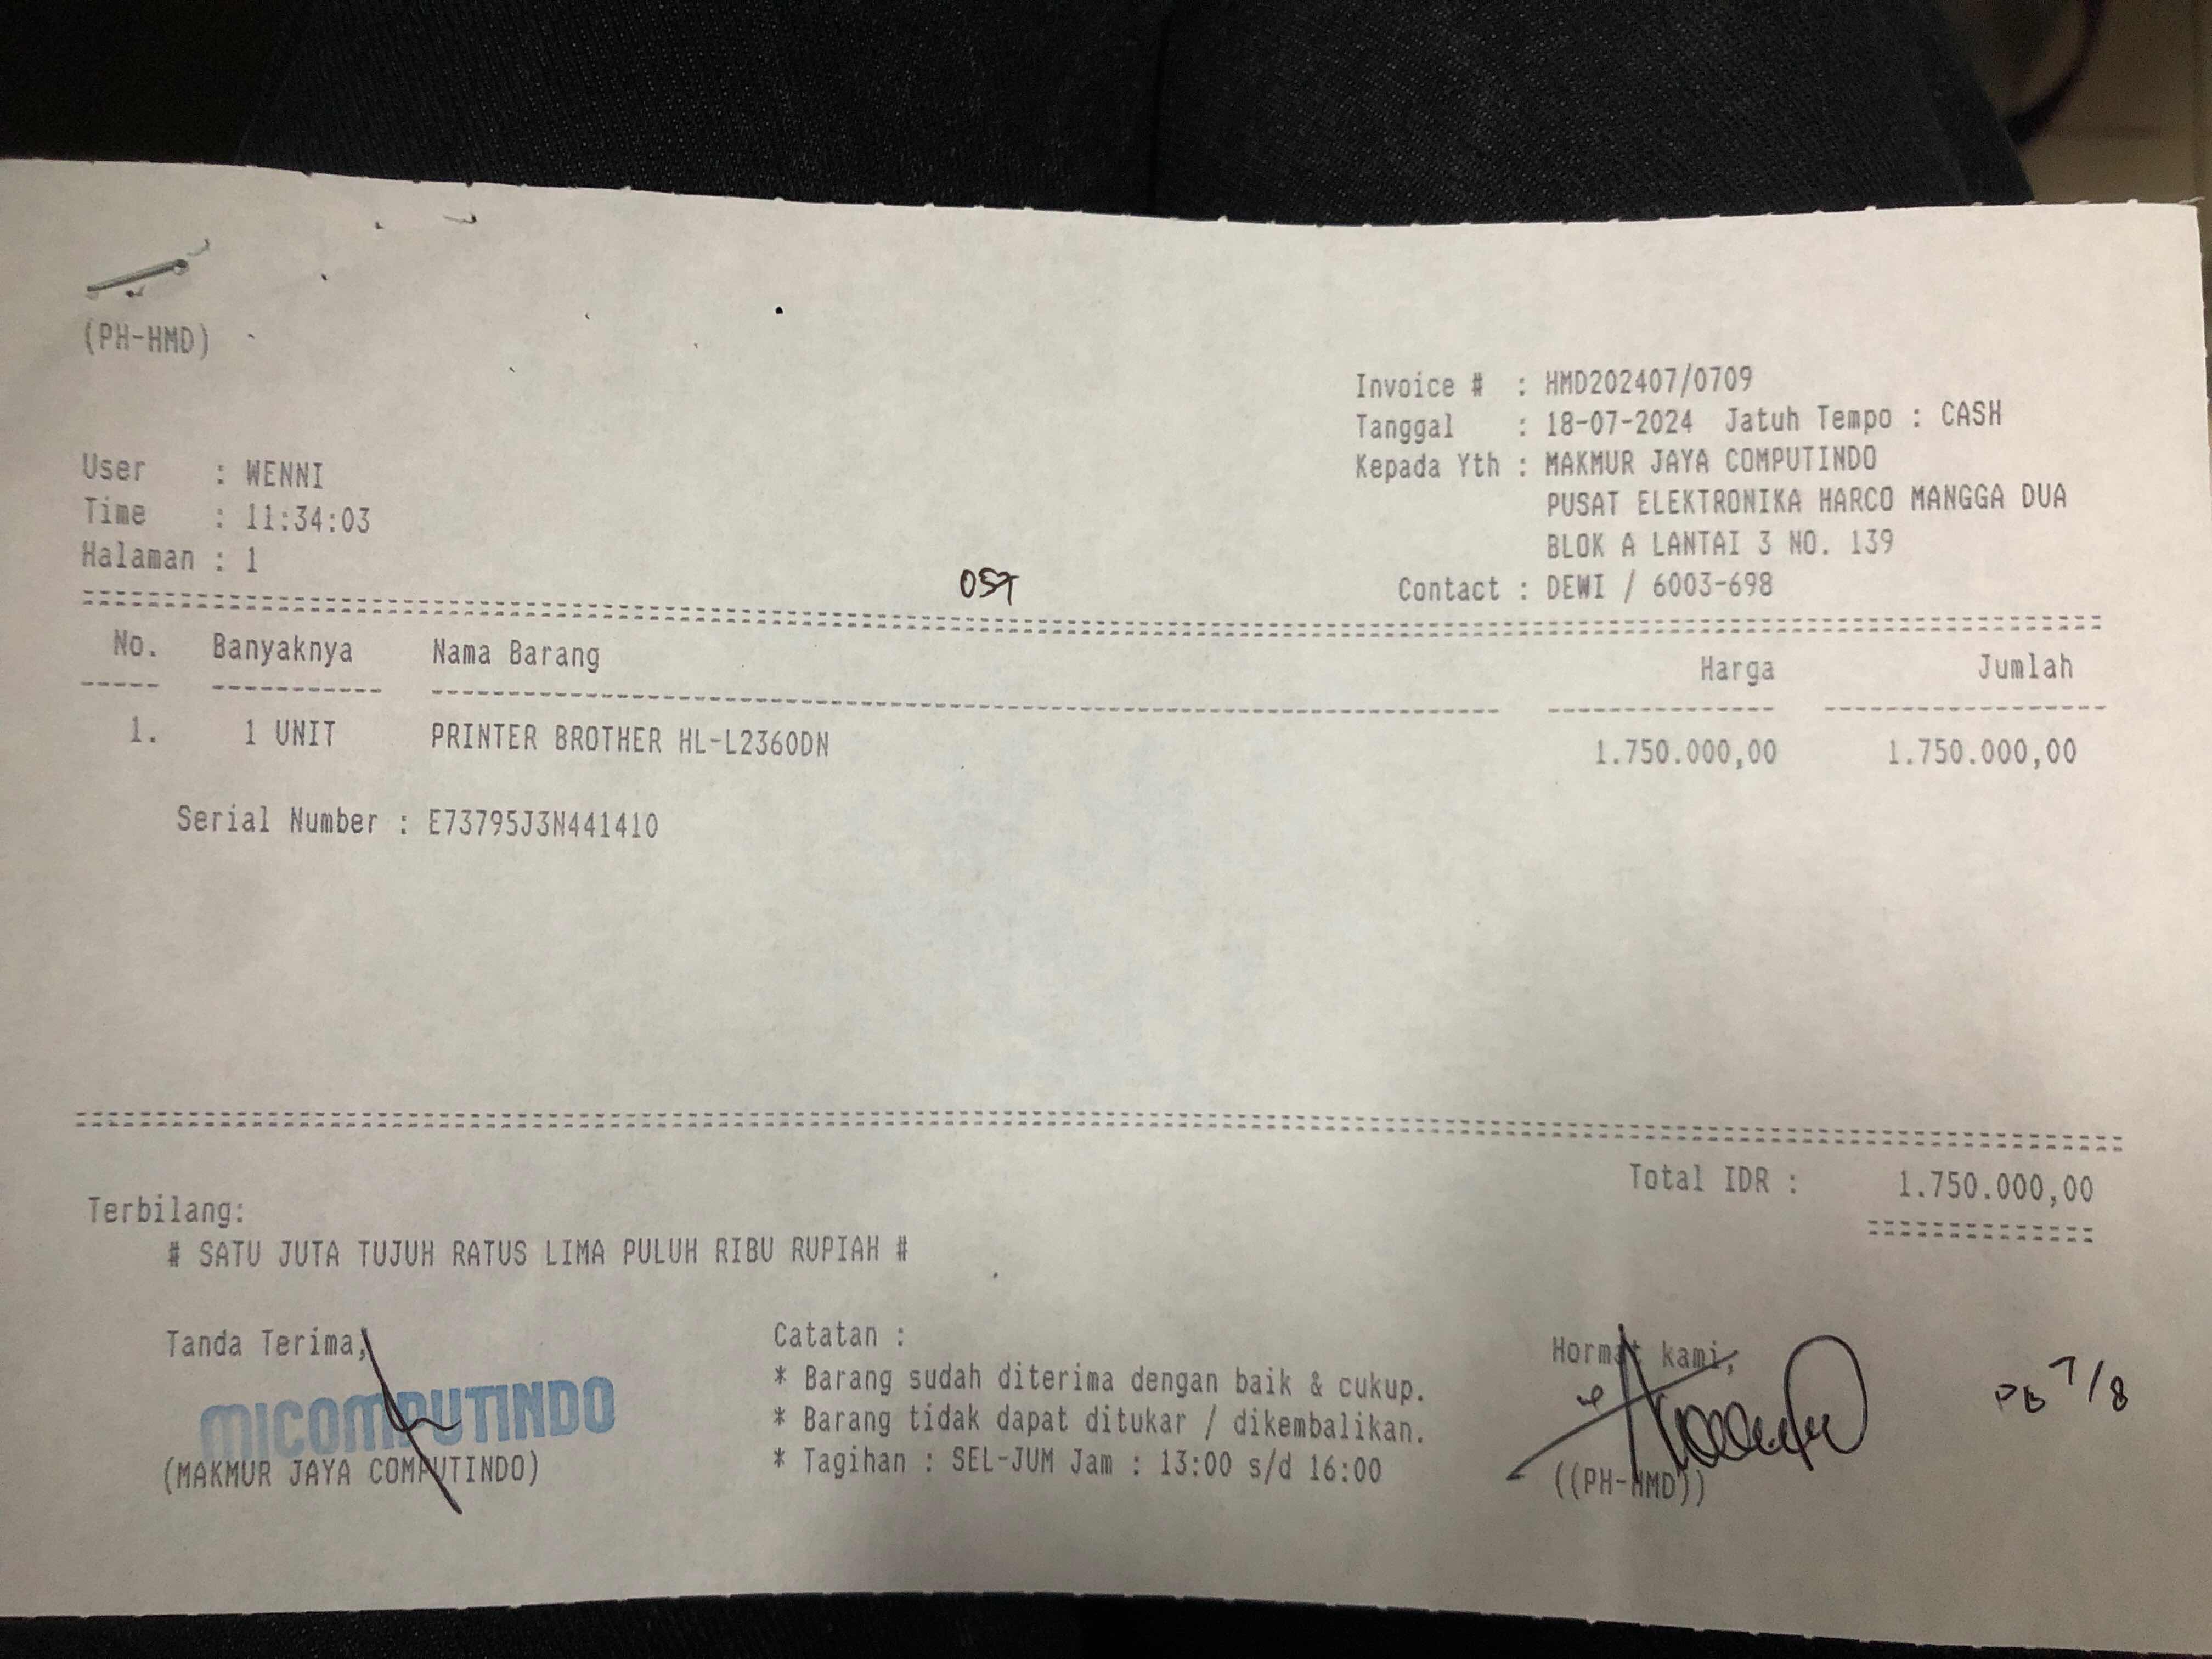 (PH-HMD)
Invoice # : HMD202407/0709
Tanggal : 18-07-2024 Jatuh Tempo : CASH
Kepada Yth : MAKMUR JAYA COMPUTINDO
PUSAT ELEKTRONIKA HARCO MANGGA DUA
BLOK A LANTAI 3 NO. 139
Contact : DEWI / 6003-698
User : WENNI
Time : 11:34:03
Halaman : 1
No. Banyaknya Nama Barang Harga Jumlah
1. 1 UNIT PRINTER BROTHER HL-L2360DN 1.750.000,00 1.750.000,00
Serial Number : E73795J3N441410
Total IDR : 1.750.000,00
Terbilang:
# SATU JUTA TUJUH RATUS LIMA PULUH RIBU RUPIAH #
Tanda Terima,
MICOMPUTINDO
(MAKMUR JAYA COMPUTINDO)
Catatan :
* Barang sudah diterima dengan baik & cukup.
* Barang tidak dapat ditukar / dikembalikan.
* Tagihan : SEL-JUM Jam : 13:00 s/d 16:00
Hormat kami,
((PH-HMD))
7/8